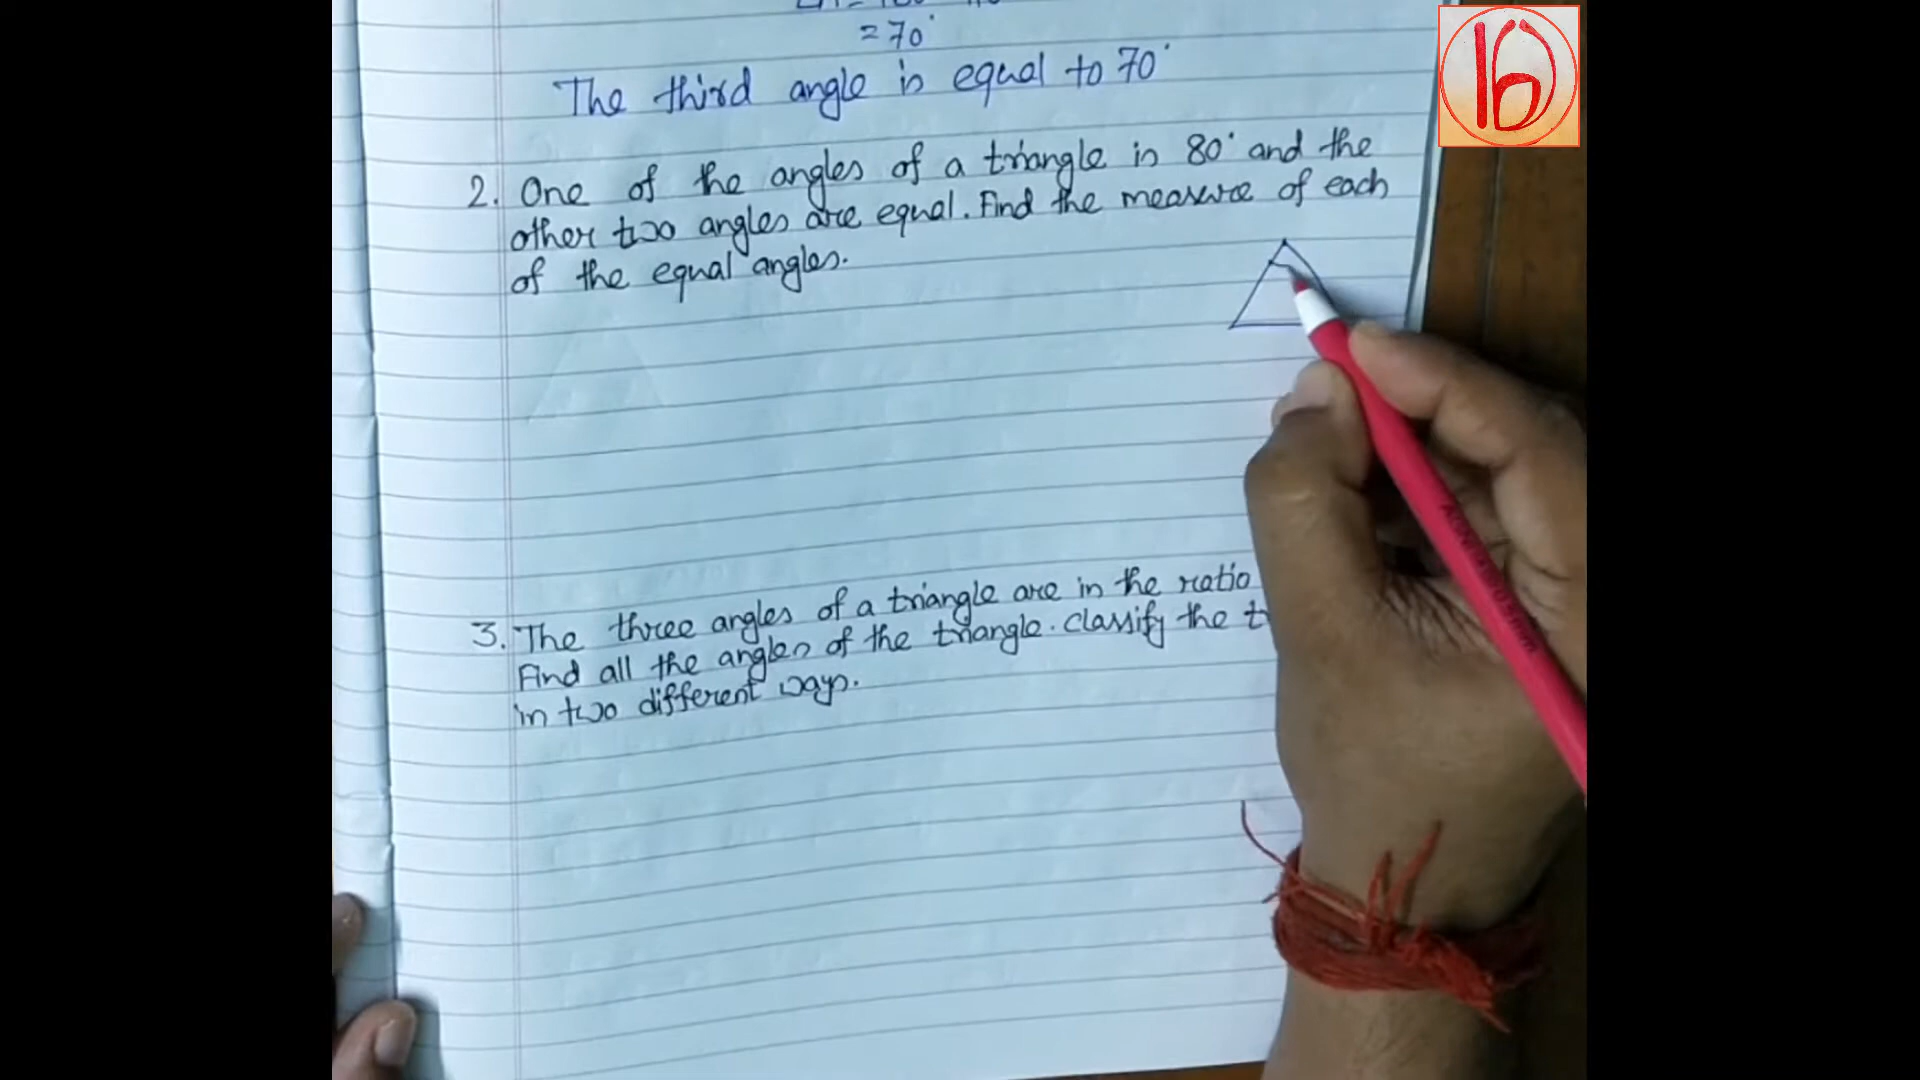 = 70°
The third angle is equal to 70°
2. One of the angles of a triangle is 80° and the
other two angles are equal. Find the measure of each
of the equal angles.
3. The three angles of a triangle are in the ratio
Find all the angles of the triangle. classify the
in two different ways.